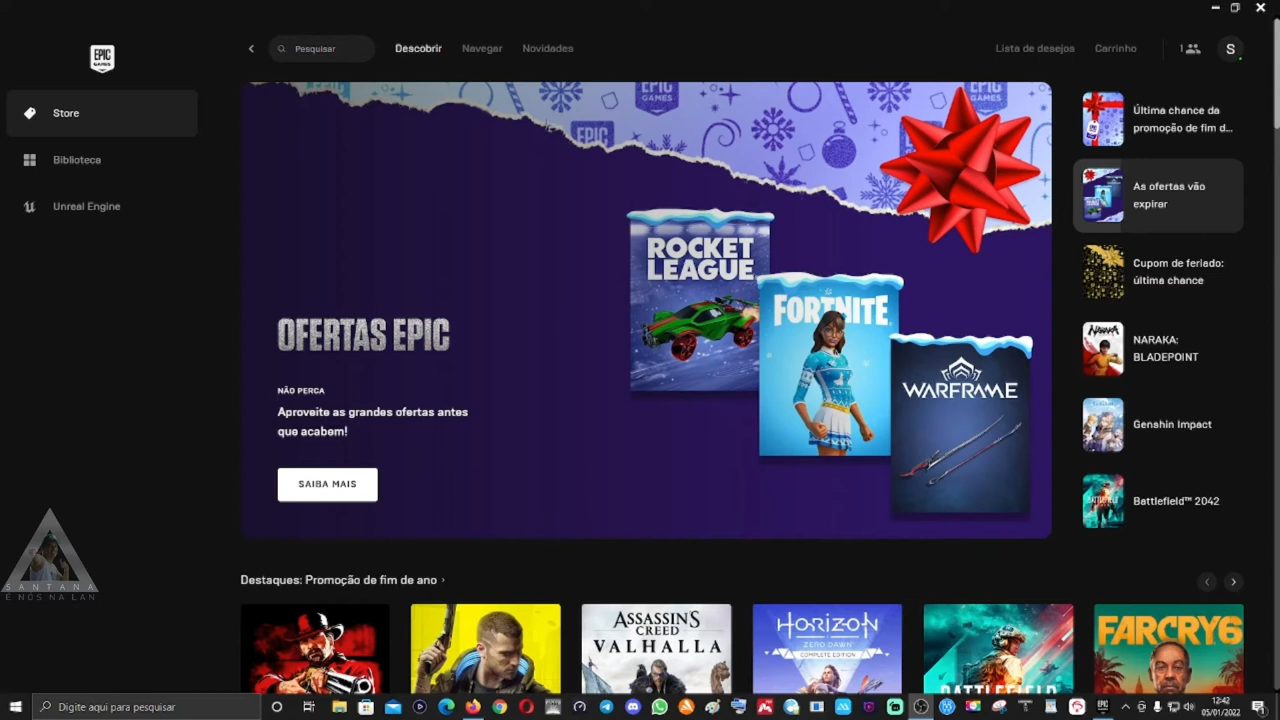 EPIC
GAMES
Pesquisar
Descobrir
Navegar
Novidades
Lista de desejos
Carrinho
1
S
Store
Biblioteca
Unreal Engine
EPIC
GAMES
EPIC
GAMES
EPIC
ROCKET
LEAGUE
FORTNITE
WARFRAME
OFERTAS EPIC
NÃO PERCA
Aproveite as grandes ofertas antes
que acabem!
SAIBA MAIS
Última chance da
promoção de fim d...
As ofertas vão
expirar
Cupom de feriado:
última chance
NARAKA:
BLADEPOINT
Genshin Impact
Battlefield™ 2042
SANTANA
É NÓS NA LAN
Destaques: Promoção de fim de ano
ASSASSIN'S
CREED
VALHALLA
HORIZON
ZERO DAWN
COMPLETE EDITION
BATTLEFIELD
FARCRY6
Digite aqui para pesquisar
12:42
05/01/2022